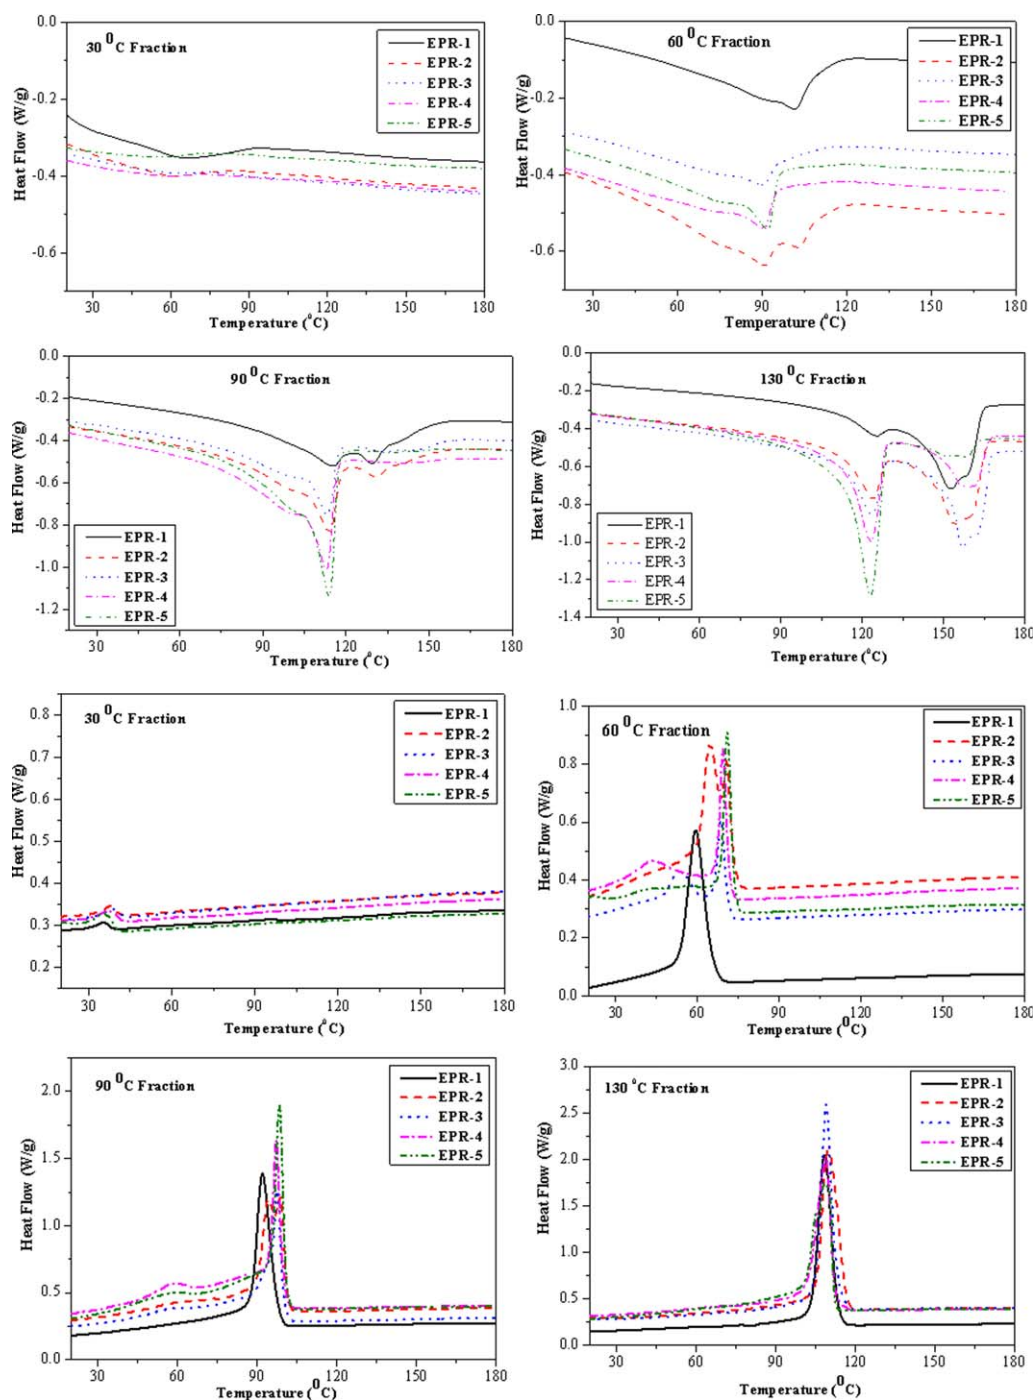 30 ⁰C Fraction
EPR-1
EPR-2
EPR-3
EPR-4
EPR-5
Heat Flow (W/g)
0.0
-0.2
-0.4
-0.6
30 60 90 120 150 180
Temperature (⁰C)
60 ⁰C Fraction
EPR-1
EPR-2
EPR-3
EPR-4
EPR-5
Heat Flow (W/g)
-0.0
-0.2
-0.4
-0.6
30 60 90 120 150 180
Temperature (⁰C)
90 ⁰C Fraction
EPR-1
EPR-2
EPR-3
EPR-4
EPR-5
Heat Flow (W/g)
0.0
-0.2
-0.4
-0.6
-0.8
-1.0
-1.2
30 60 90 120 150 180
Temperature (⁰C)
130 ⁰C Fraction
EPR-1
EPR-2
EPR-3
EPR-4
EPR-5
Heat Flow (W/g)
0.0
-0.2
-0.4
-0.6
-0.8
-1.0
-1.2
-1.4
30 60 90 120 150 180
Temperature (⁰C)
30 ⁰C Fraction
EPR-1
EPR-2
EPR-3
EPR-4
EPR-5
Heat Flow (W/g)
0.8
0.7
0.6
0.5
0.4
0.3
0.2
30 60 90 120 150 180
Temperature (⁰C)
60 ⁰C Fraction
EPR-1
EPR-2
EPR-3
EPR-4
EPR-5
Heat Flow (W/g)
1.0
0.8
0.6
0.4
0.2
0.0
30 60 90 120 150 180
Temperature (⁰C)
90 ⁰C Fraction
EPR-1
EPR-2
EPR-3
EPR-4
EPR-5
Heat Flow (W/g)
2.0
1.5
1.0
0.5
0.0
30 60 90 120 150 180
Temperature (⁰C)
130 °C Fraction
EPR-1
EPR-2
EPR-3
EPR-4
EPR-5
Heat Flow (W/g)
3.0
2.5
2.0
1.5
1.0
0.5
0.0
30 60 90 120 150 180
Temperature (⁰C)